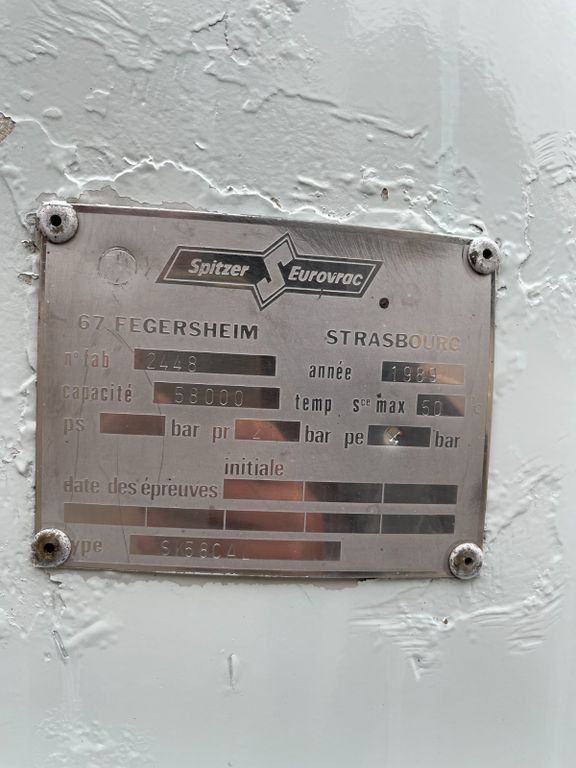 Spitzer S Eurovrac
67 FEGERSHEIM STRASBOURG
n° fab 2448 année 1989
capacité 58000 temp sce max 50 °c
ps bar pr 2 bar pe bar
initiale
date des épreuves
type